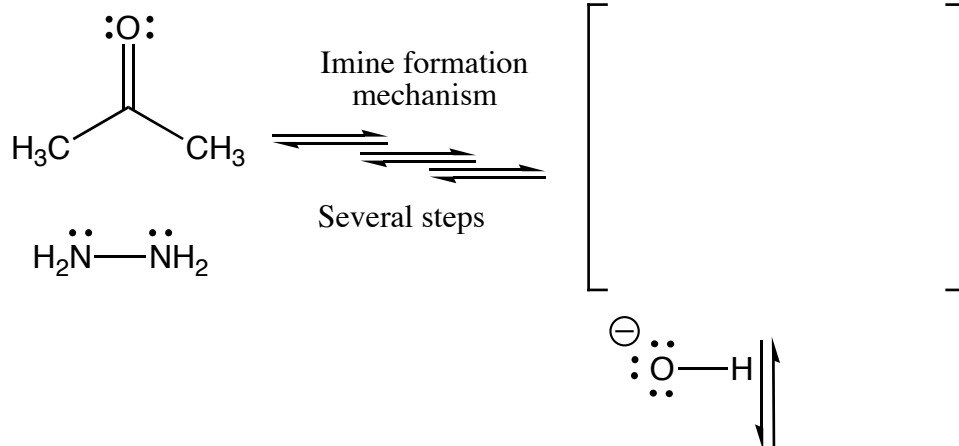 :O:
Imine formation
mechanism
H₃C
CH₃
Several steps
H₂N—NH₂
⊖
:O—H